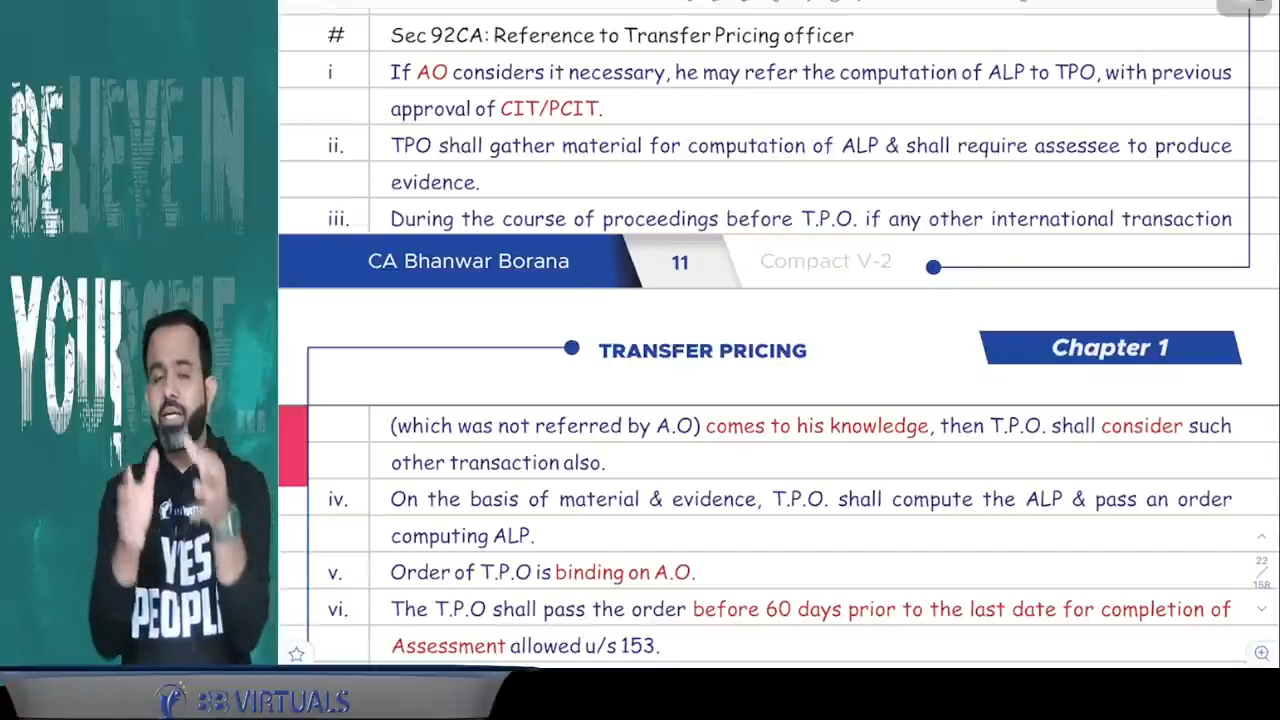 BELIEVE IN
YOURSELF
# Sec 92CA: Reference to Transfer Pricing officer
i If AO considers it necessary, he may refer the computation of ALP to TPO, with previous
approval of CIT/PCIT.
ii. TPO shall gather material for computation of ALP & shall require assessee to produce
evidence.
iii. During the course of proceedings before T.P.O. if any other international transaction
CA Bhanwar Borana 11 Compact V-2
TRANSFER PRICING Chapter 1
(which was not referred by A.O) comes to his knowledge, then T.P.O. shall consider such
other transaction also.
iv. On the basis of material & evidence, T.P.O. shall compute the ALP & pass an order
computing ALP.
v. Order of T.P.O is binding on A.O.
22
158
vi. The T.P.O shall pass the order before 60 days prior to the last date for completion of
Assessment allowed u/s 153.
YES
PEOPL
BB VIRTUALS